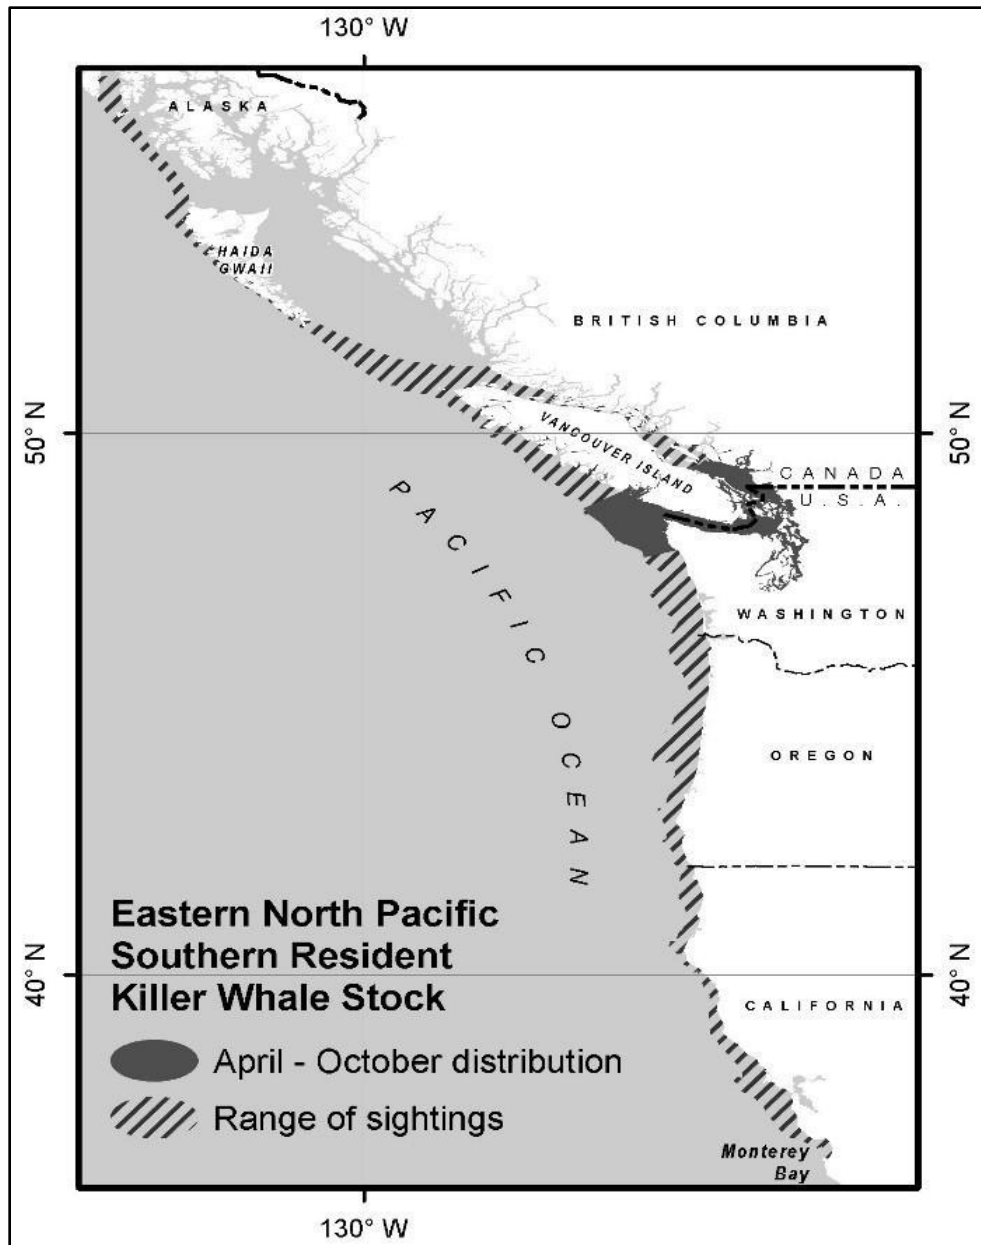 130° W
ALASKA
HAIDA
GWAII
BRITISH COLUMBIA
50° N
50° N
VANCOUVER ISLAND
CANADA
U.S.A.
PACIFIC OCEAN
WASHINGTON
OREGON
Eastern North Pacific
Southern Resident
Killer Whale Stock
40° N
40° N
CALIFORNIA
April - October distribution
Range of sightings
Monterey
Bay
130° W